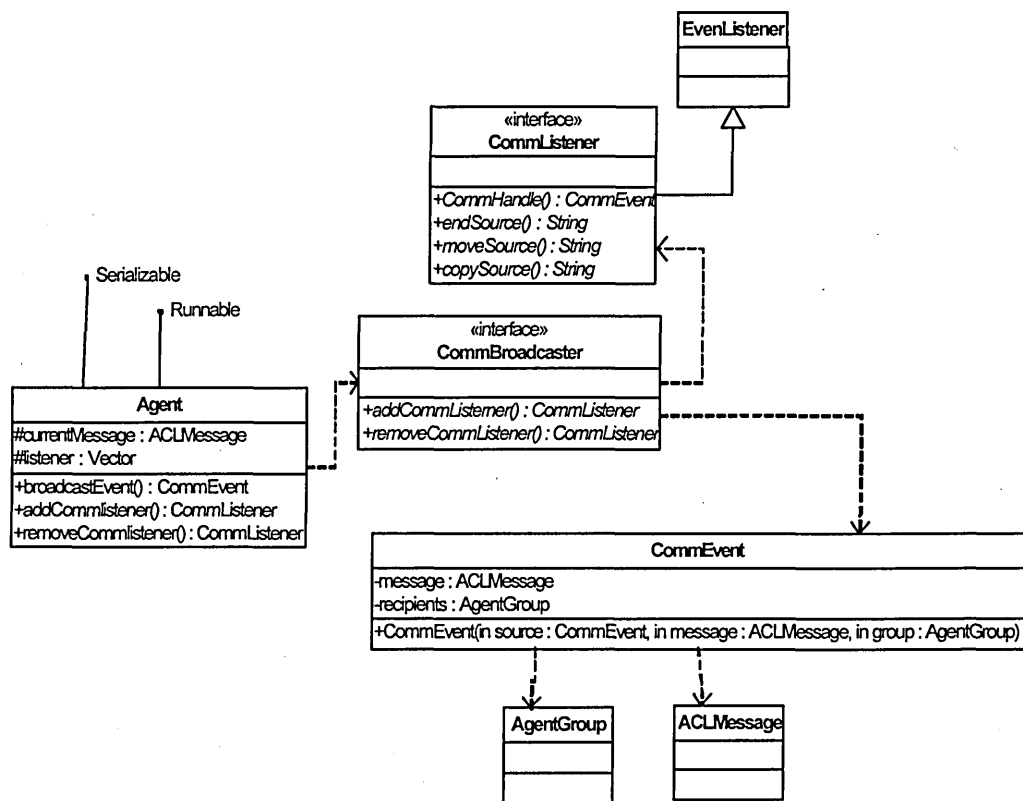 EvenListener
«interface»
CommListener
+CommHandle() : CommEvent
+endSource() : String
+moveSource() : String
+copySource() : String
Serializable
Runnable
«interface»
CommBroadcaster
+addCommListerner() : CommListener
+removeCommListener() : CommListener
Agent
#currentMessage : ACLMessage
#listener : Vector
+broadcastEvent() : CommEvent
+addCommlistener() : CommListener
+removeCommlistener() : CommListener
CommEvent
-message : ACLMessage
-recipients : AgentGroup
+CommEvent(in source : CommEvent, in message : ACLMessage, in group : AgentGroup)
AgentGroup
ACLMessage